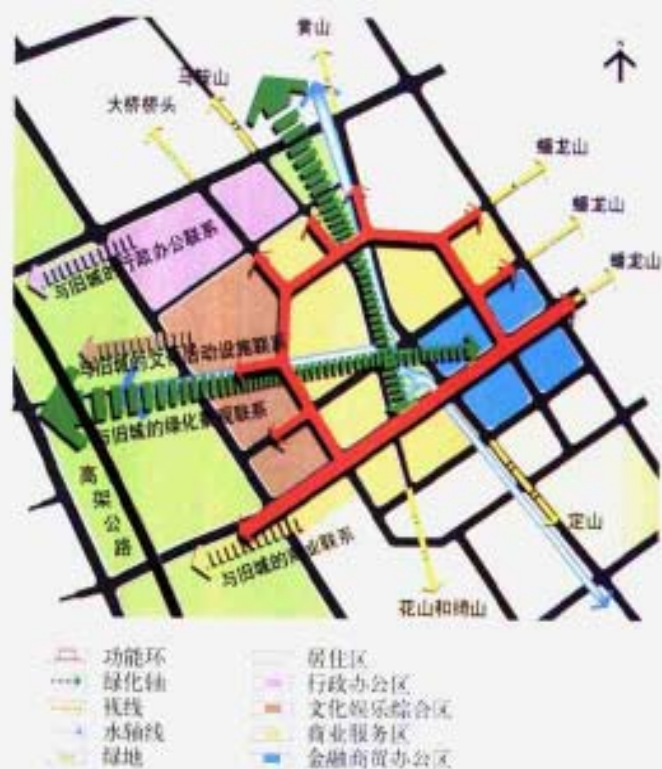 黄山
N
马鞍山
大桥桥头
蟠龙山
蟠龙山
蟠龙山
与旧城的行政办公联系
与旧城的文化活动设施联系
与旧城的绿化景观联系
高架公路
与旧城的商业联系
定山
花山和绮山
功能环
绿化轴
视线
水轴线
绿地
居住区
行政办公区
文化娱乐综合区
商业服务区
金融商贸办公区